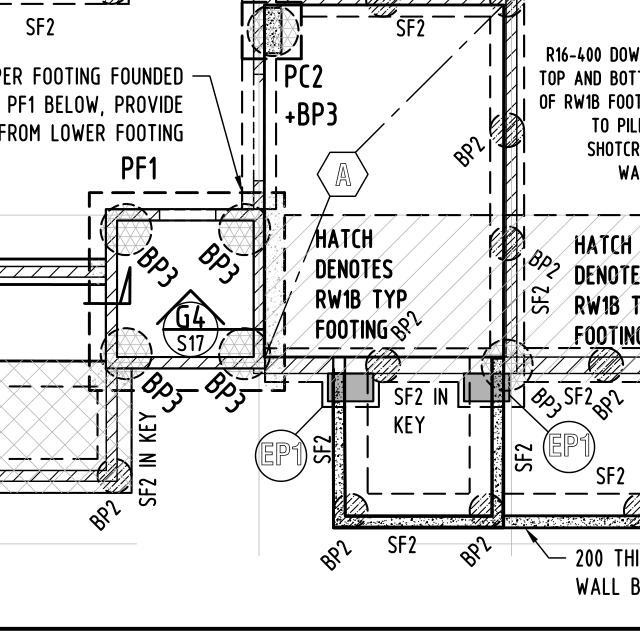 SF2
SF2
PER FOOTING FOUNDED
PF1 BELOW, PROVIDE
FROM LOWER FOOTING
PC2
+BP3
R16-400 DOW
TOP AND BOTT
OF RW1B FOOT
TO PIL
SHOTCR
WA
BP2
PF1
A
HATCH
DENOTES
RW1B TYP
FOOTING
BP2
BP2
SF2
HATCH
DENOTE
RW1B T
FOOTING
BP3
BP3
G4
S17
BP3
BP3
SF2 IN KEY
BP2
EP1
SF2
SF2 IN
KEY
SF2
BP3
SF2
BP2
EP1
SF2
BP2
SF2
BP2
200 THI
WALL B